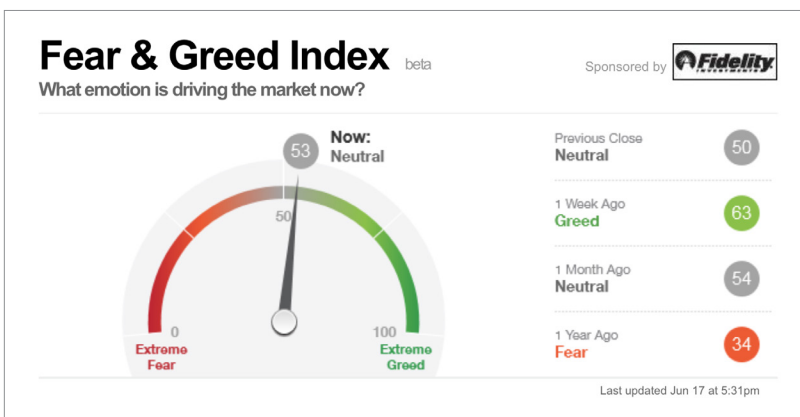 Fear & Greed Index beta
Sponsored by Fidelity INVESTMENTS
What emotion is driving the market now?
53
Now:
Neutral
50
0
Extreme
Fear
100
Extreme
Greed
Previous Close
Neutral
50
1 Week Ago
Greed
63
1 Month Ago
Neutral
54
1 Year Ago
Fear
34
Last updated Jun 17 at 5:31pm